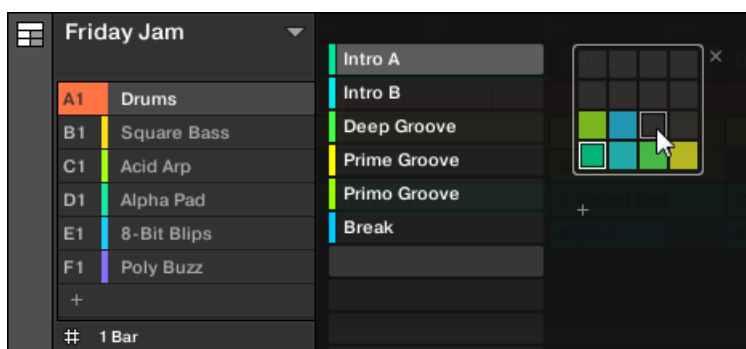 Friday Jam
A1 Drums
B1 Square Bass
C1 Acid Arp
D1 Alpha Pad
E1 8-Bit Blips
F1 Poly Buzz
+
1 Bar
Intro A
Intro B
Deep Groove
Prime Groove
Primo Groove
Break
×
+